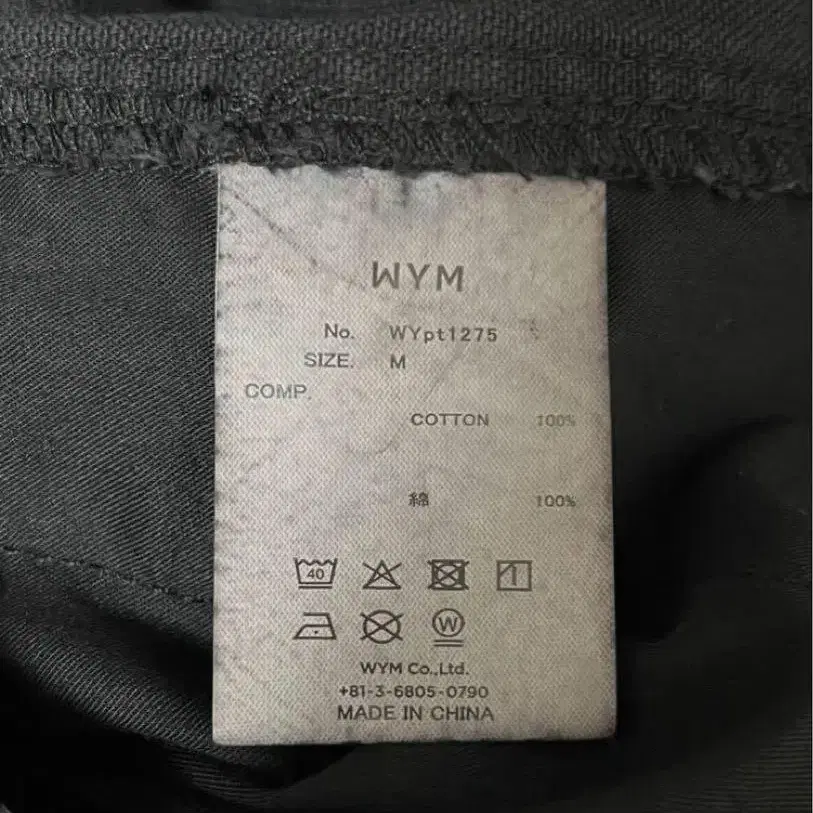 WYM
No. WYpt1275
SIZE. M
COMP.
COTTON 100%
綿 100%
40
W
WYM Co.,Ltd.
+81-3-6805-0790
MADE IN CHINA